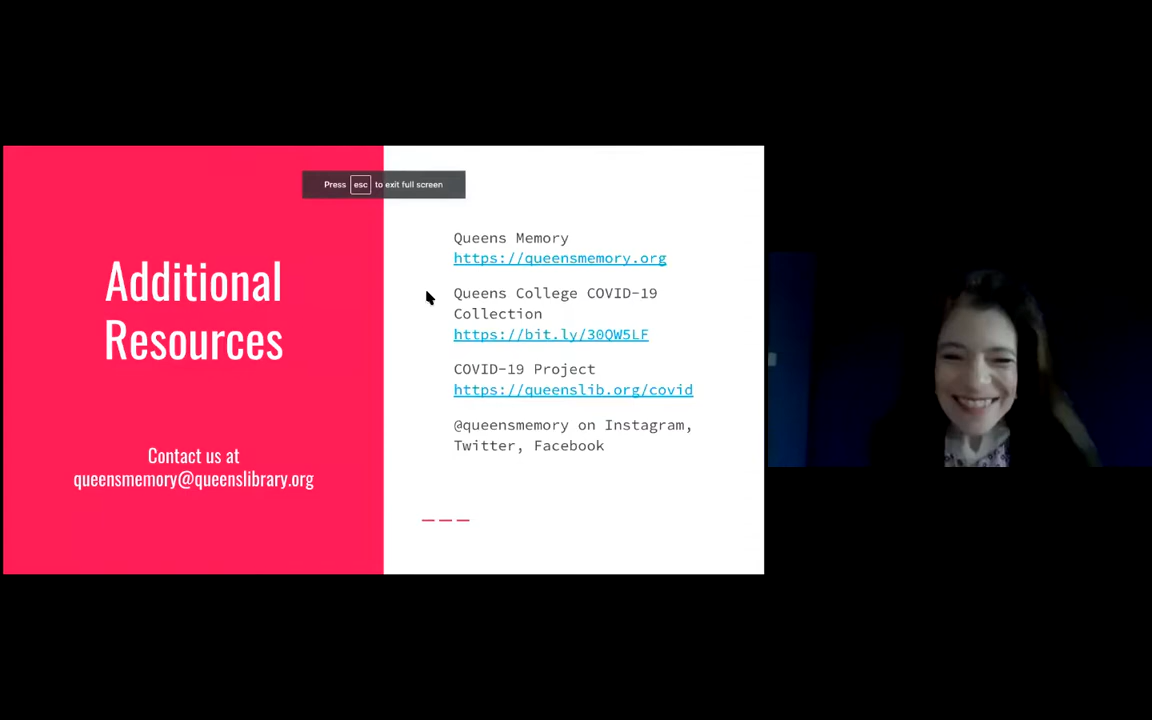 Press esc to exit full screen
Additional
Resources
Contact us at
queensmemory@queenslibrary.org
Queens Memory
https://queensmemory.org
Queens College COVID-19
Collection
https://bit.ly/30QW5LF
COVID-19 Project
https://queenslib.org/covid
@queensmemory on Instagram,
Twitter, Facebook